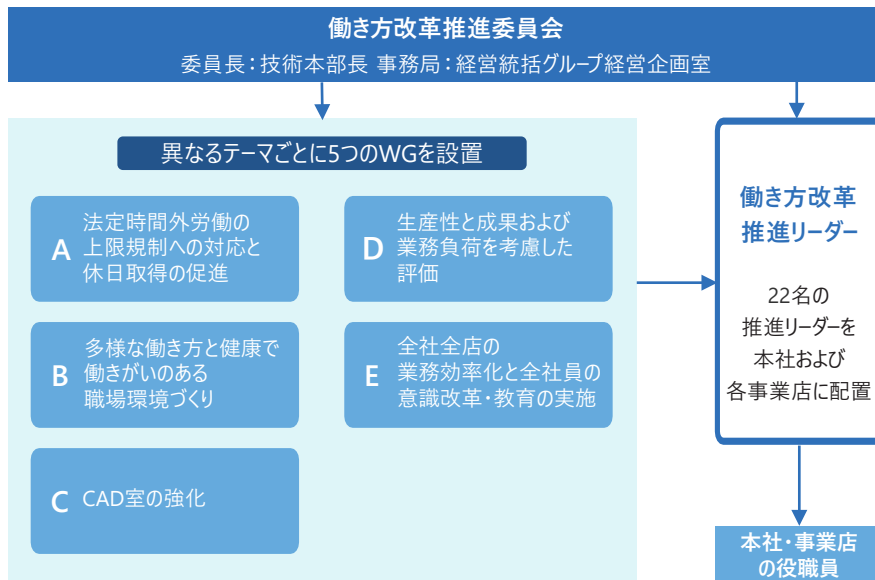 働き方改革推進委員会
委員長：技術本部長 事務局：経営統括グループ経営企画室
異なるテーマごとに5つのWGを設置
A
法定時間外労働の
上限規制への対応と
休日取得の促進
B
多様な働き方と健康で
働きがいのある
職場環境づくり
C CAD室の強化
D
生産性と成果および
業務負荷を考慮した
評価
E
全社全店の
業務効率化と全社員の
意識改革・教育の実施
働き方改革
推進リーダー
22名の
推進リーダーを
本社および
各事業店に配置
本社・事業店
の役職員